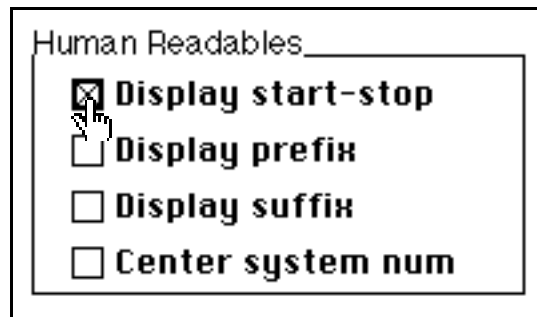 Human Readables
Display start-stop
Display prefix
Display suffix
Center system num